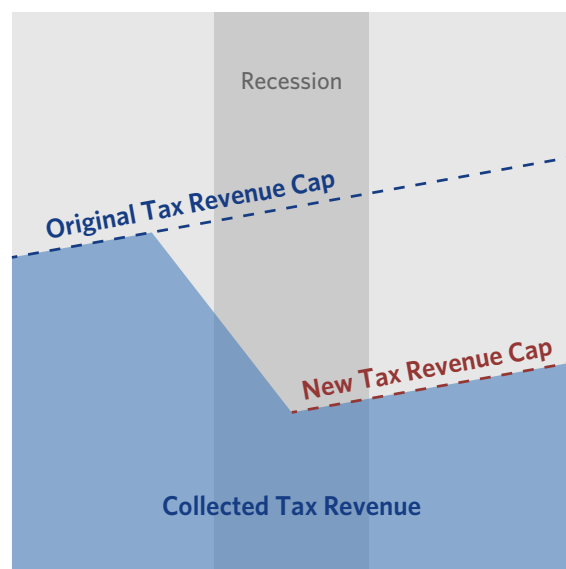 Recession
Original Tax Revenue Cap
New Tax Revenue Cap
Collected Tax Revenue